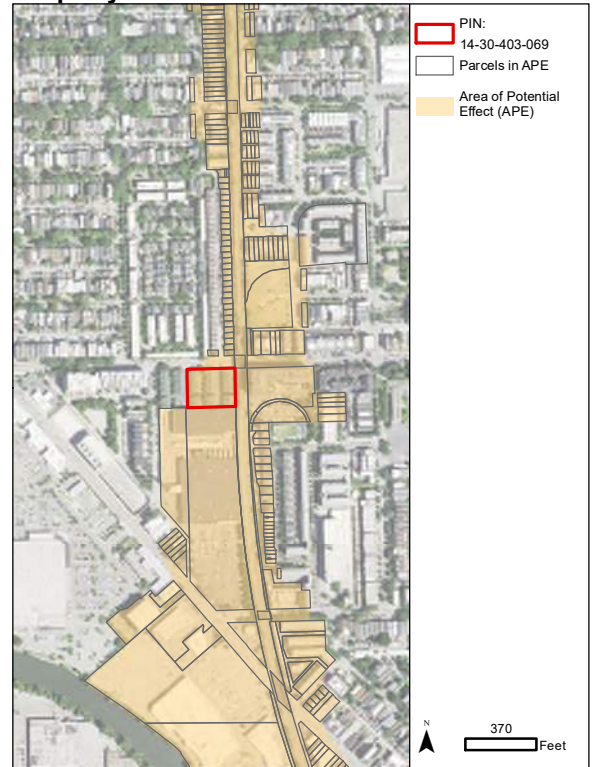 PIN:
14-30-403-069
Parcels in APE
Area of Potential
Effect (APE)
N
370
Feet